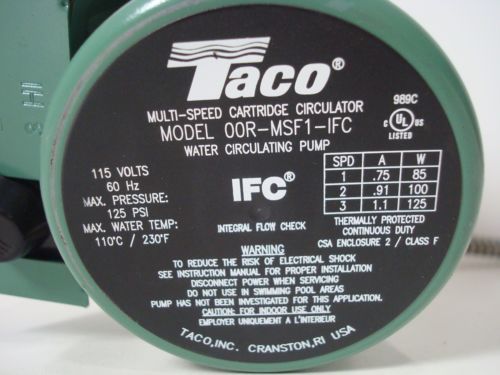 Taco®
MULTI-SPEED CARTRIDGE CIRCULATOR
MODEL 00R-MSF1-IFC
WATER CIRCULATING PUMP
989C
C UL® US
LISTED
115 VOLTS
60 Hz
MAX. PRESSURE:
125 PSI
MAX. WATER TEMP:
110°C / 230°F
IFC®
INTEGRAL FLOW CHECK
SPD A W
1 .75 85
2 .91 100
3 1.1 125
THERMALLY PROTECTED
CONTINUOUS DUTY
CSA ENCLOSURE 2 / CLASS F
WARNING
TO REDUCE THE RISK OF ELECTRICAL SHOCK
SEE INSTRUCTION MANUAL FOR PROPER INSTALLATION
DISCONNECT POWER WHEN SERVICING
DO NOT USE IN SWIMMING POOL AREAS
PUMP HAS NOT BEEN INVESTIGATED FOR THIS APPLICATION.
CAUTION: FOR INDOOR USE ONLY
EMPLOYER UNIQUEMENT A L'INTERIEUR
TACO,INC. CRANSTON,RI USA